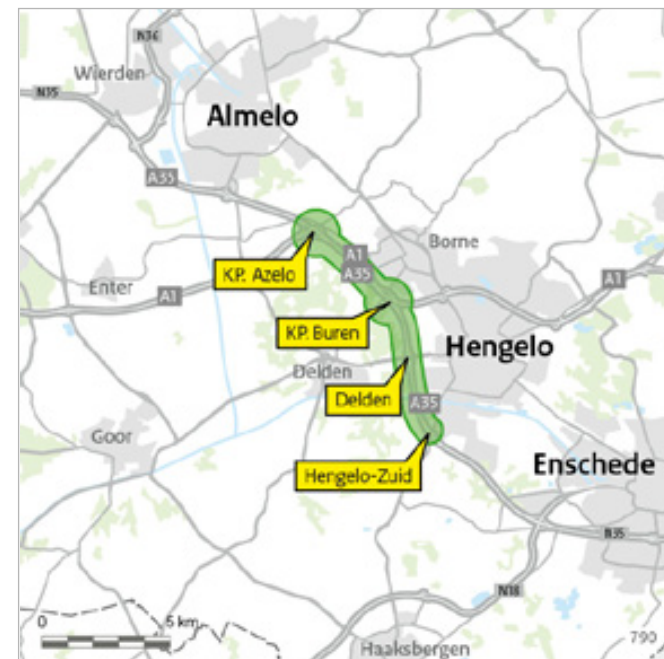 N36
Wierden
N35
Almelo
A35
Borne
A1
A35
KP. Azelo
Enter
A1
A1
KP. Buren
Hengelo
Delden
Delden
A35
Goor
Enschede
Hengelo-Zuid
N35
N18
0
5 km
790
Haaksbergen